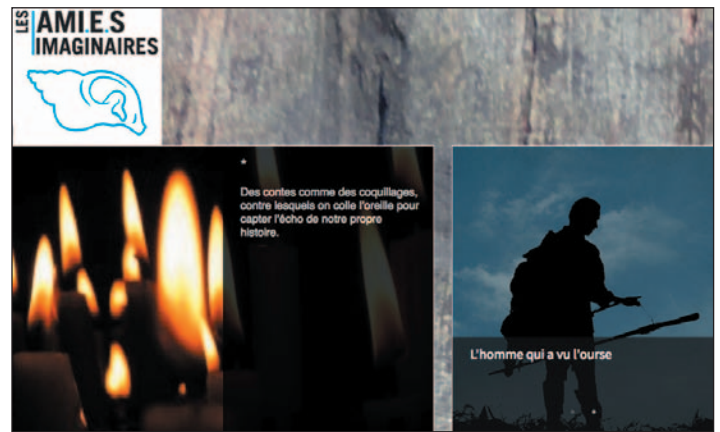 LES
AMI.E.S
IMAGINAIRES
*
Des contes comme des coquillages,
contre lesquels on colle l'oreille pour
capter l'écho de notre propre
histoire.
L'homme qui a vu l'ourse